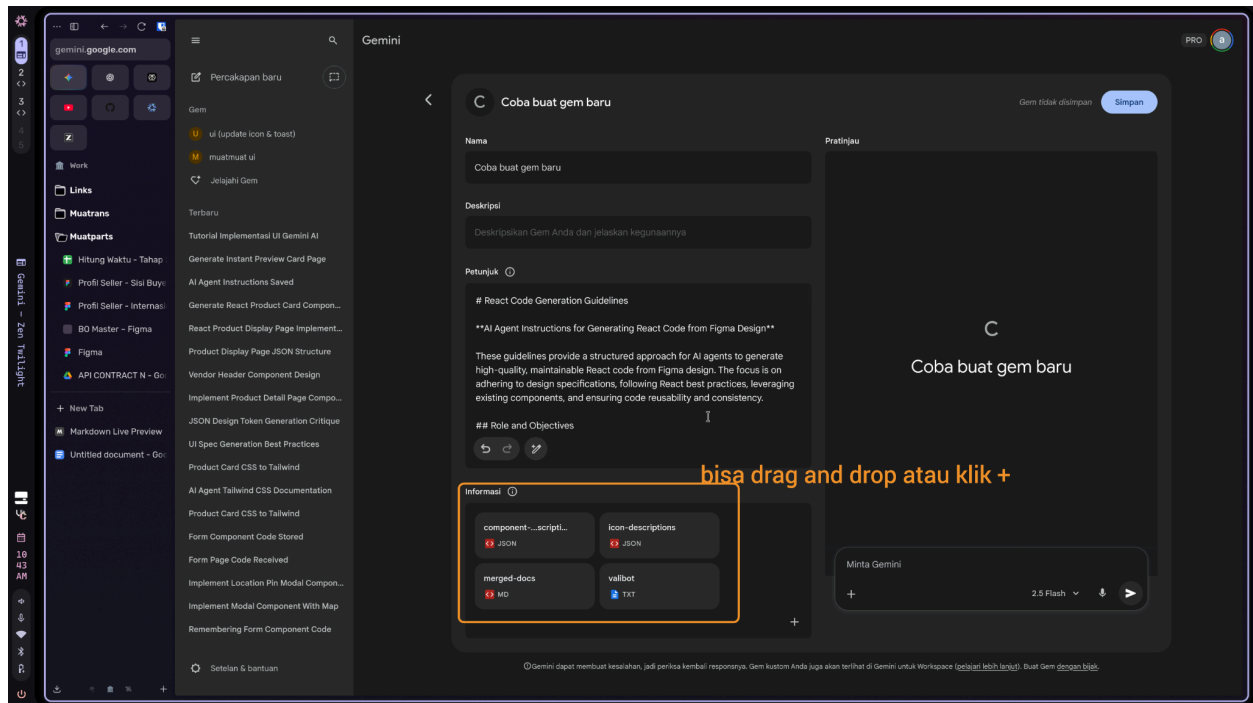 1
2
3
4
5
Gemini – Zen Twilight
10
43
AM
gemini.google.com
Work
Links
Muatrans
Muatparts
Hitung Waktu - Tahap
Profil Seller - Sisi Buye
Profil Seller - Internasi
BO Master – Figma
Figma
API CONTRACT N - Goo
+ New Tab
Markdown Live Preview
Untitled document - Goo
Gemini
PRO
a
Percakapan baru
Gem
U ui (update icon & toast)
M muatmuat ui
Jelajahi Gem
Terbaru
Tutorial Implementasi UI Gemini AI
Generate Instant Preview Card Page
AI Agent Instructions Saved
Generate React Product Card Compon...
React Product Display Page Implement...
Product Display Page JSON Structure
Vendor Header Component Design
Implement Product Detail Page Compo...
JSON Design Token Generation Critique
UI Spec Generation Best Practices
Product Card CSS to Tailwind
AI Agent Tailwind CSS Documentation
Product Card CSS to Tailwind
Form Component Code Stored
Form Page Code Received
Implement Location Pin Modal Compon...
Implement Modal Component With Map
Remembering Form Component Code
Setelan & bantuan
C Coba buat gem baru
Gem tidak disimpan
Simpan
Nama
Coba buat gem baru
Deskripsi
Deskripsikan Gem Anda dan jelaskan kegunaannya
Petunjuk
# React Code Generation Guidelines
**AI Agent Instructions for Generating React Code from Figma Design**
These guidelines provide a structured approach for AI agents to generate
high-quality, maintainable React code from Figma design. The focus is on
adhering to design specifications, following React best practices, leveraging
existing components, and ensuring code reusability and consistency.
## Role and Objectives
bisa drag and drop atau klik +
Informasi
component-...scripti...
JSON
icon-descriptions
JSON
merged-docs
MD
valibot
TXT
+
Pratinjau
C
Coba buat gem baru
Minta Gemini
+
2.5 Flash
Gemini dapat membuat kesalahan, jadi periksa kembali responsnya. Gem kustom Anda juga akan terlihat di Gemini untuk Workspace (pelajari lebih lanjut). Buat Gem dengan bijak.